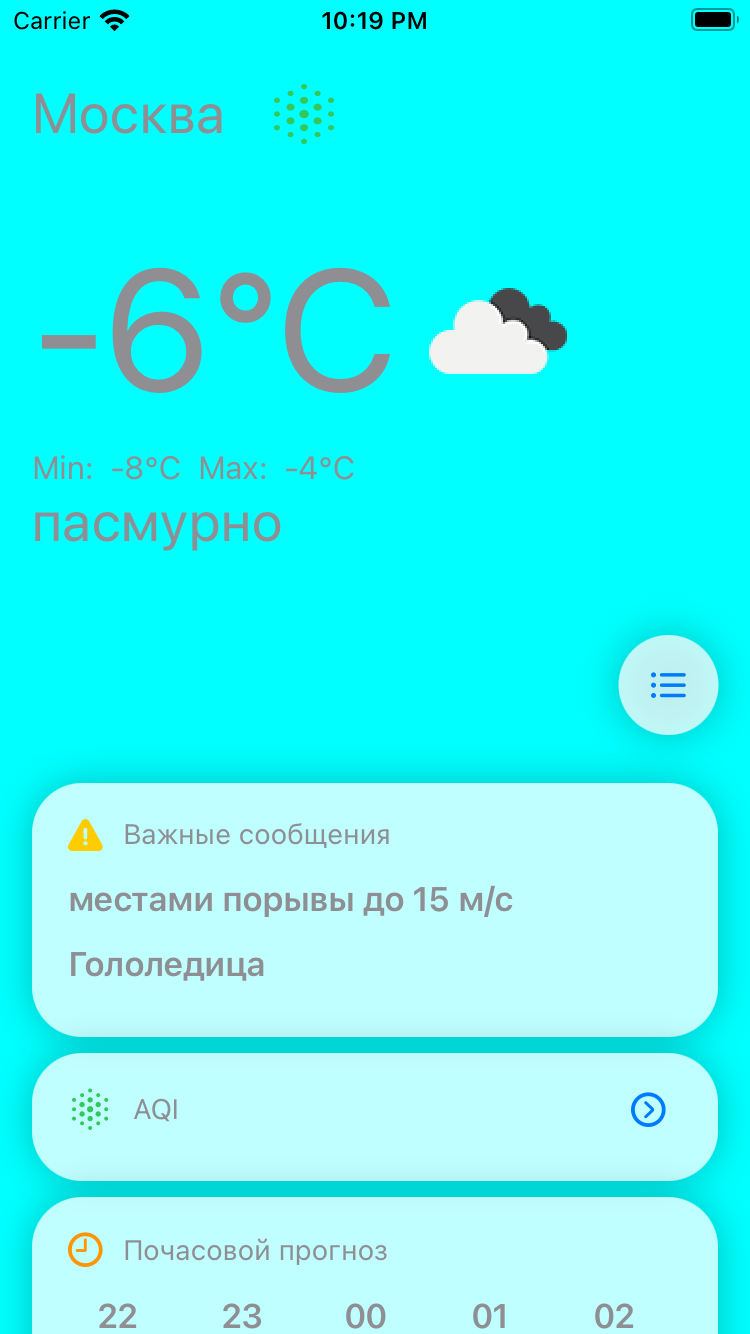 Carrier 10:19 PM
Москва
-6°C
Min: -8°C Max: -4°C
пасмурно
Важные сообщения
местами порывы до 15 м/с
Гололедица
AQI
Почасовой прогноз
22 23 00 01 02